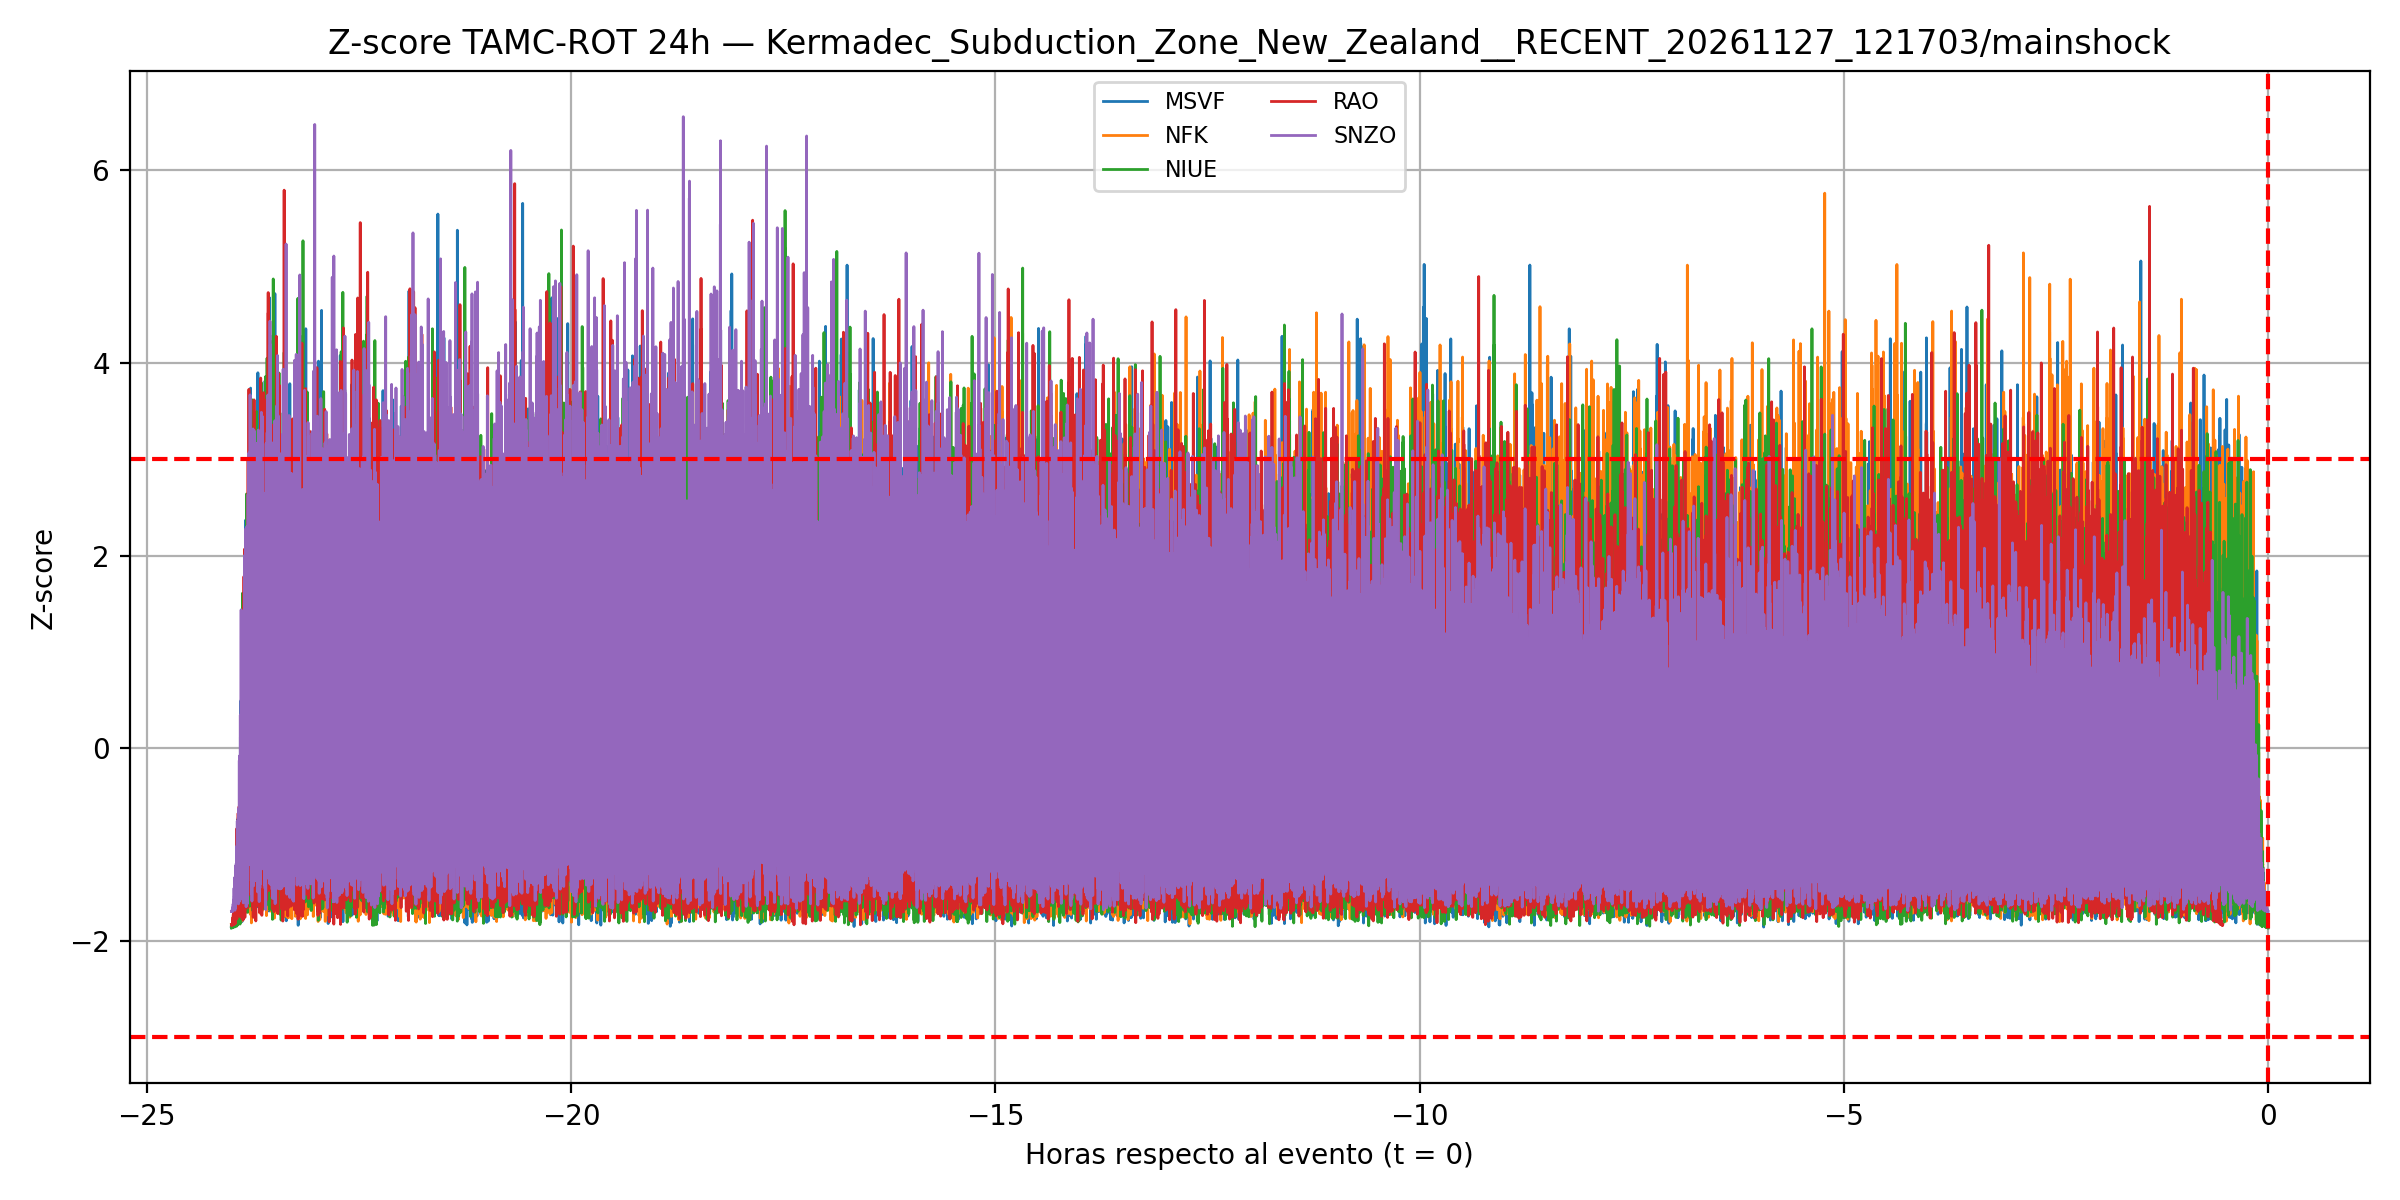 Z-score TAMC-ROT 24h — Kermadec_Subduction_Zone_New_Zealand__RECENT_20261127_121703/mainshock
MSVF
NFK
NIUE
RAO
SNZO
Z-score
6
4
2
0
−2
−25
−20
−15
−10
−5
0
Horas respecto al evento (t = 0)